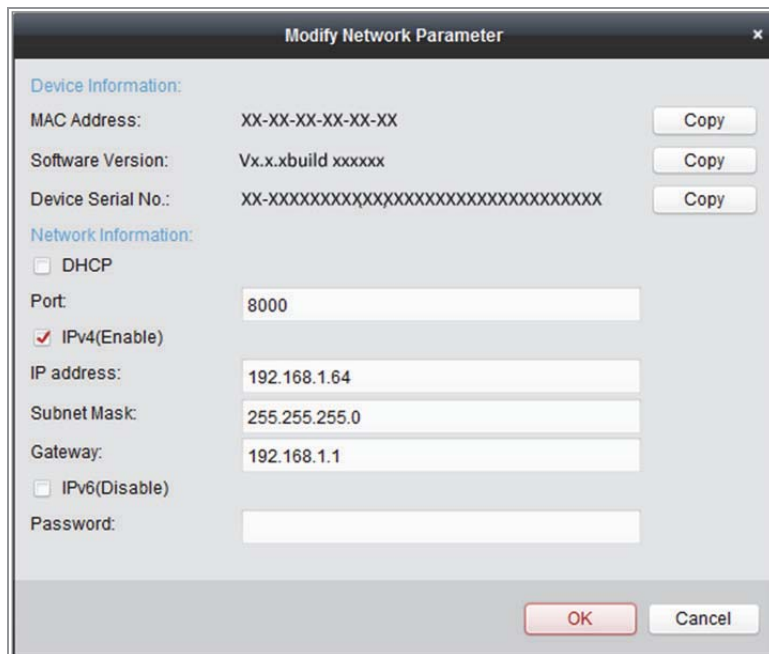 Modify Network Parameter ×
Device Information:
MAC Address: XX-XX-XX-XX-XX-XX Copy
Software Version: Vx.x.xbuild xxxxxx Copy
Device Serial No.: XX-XXXXXXXXXXXXXXXXXXXXXXXXXXXXXXXXX Copy
Network Information:
DHCP
Port: 8000
IPv4(Enable)
IP address: 192.168.1.64
Subnet Mask: 255.255.255.0
Gateway: 192.168.1.1
IPv6(Disable)
Password:
OK Cancel